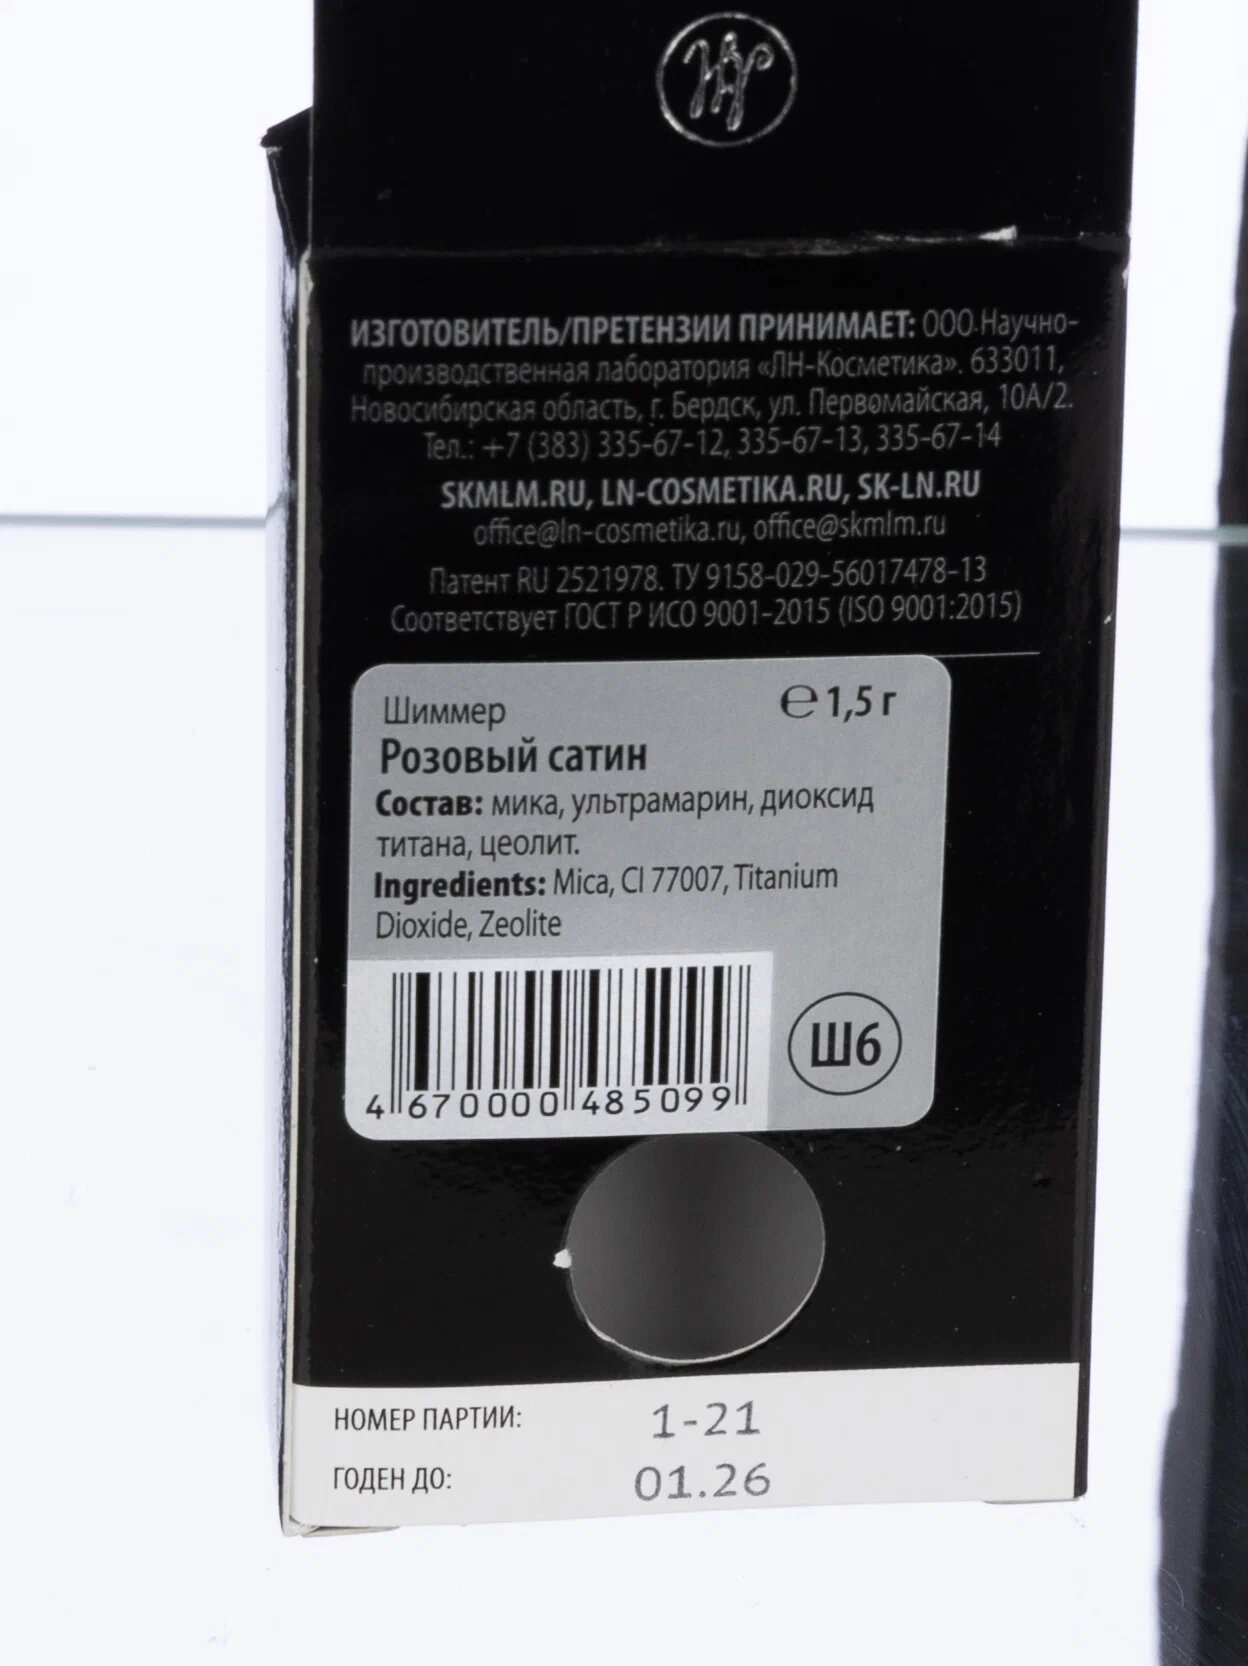 ИЗГОТОВИТЕЛЬ/ПРЕТЕНЗИИ ПРИНИМАЕТ: ООО Научно-
производственная лаборатория «ЛН-Косметика». 633011,
Новосибирская область, г. Бердск, ул. Первомайская, 10А/2.
Тел.: +7 (383) 335-67-12, 335-67-13, 335-67-14
SKMLM.RU, LN-COSMETIKA.RU, SK-LN.RU
office@ln-cosmetika.ru, office@skmlm.ru
Патент RU 2521978. ТУ 9158-029-56017478-13
Соответствует ГОСТ Р ИСО 9001-2015 (ISO 9001:2015)
Шиммер ℮ 1,5 г
Розовый сатин
Состав: мика, ультрамарин, диоксид
титана, цеолит.
Ingredients: Mica, CI 77007, Titanium
Dioxide, Zeolite
4 670000 485099
Ш6
НОМЕР ПАРТИИ: 1-21
ГОДЕН ДО: 01.26